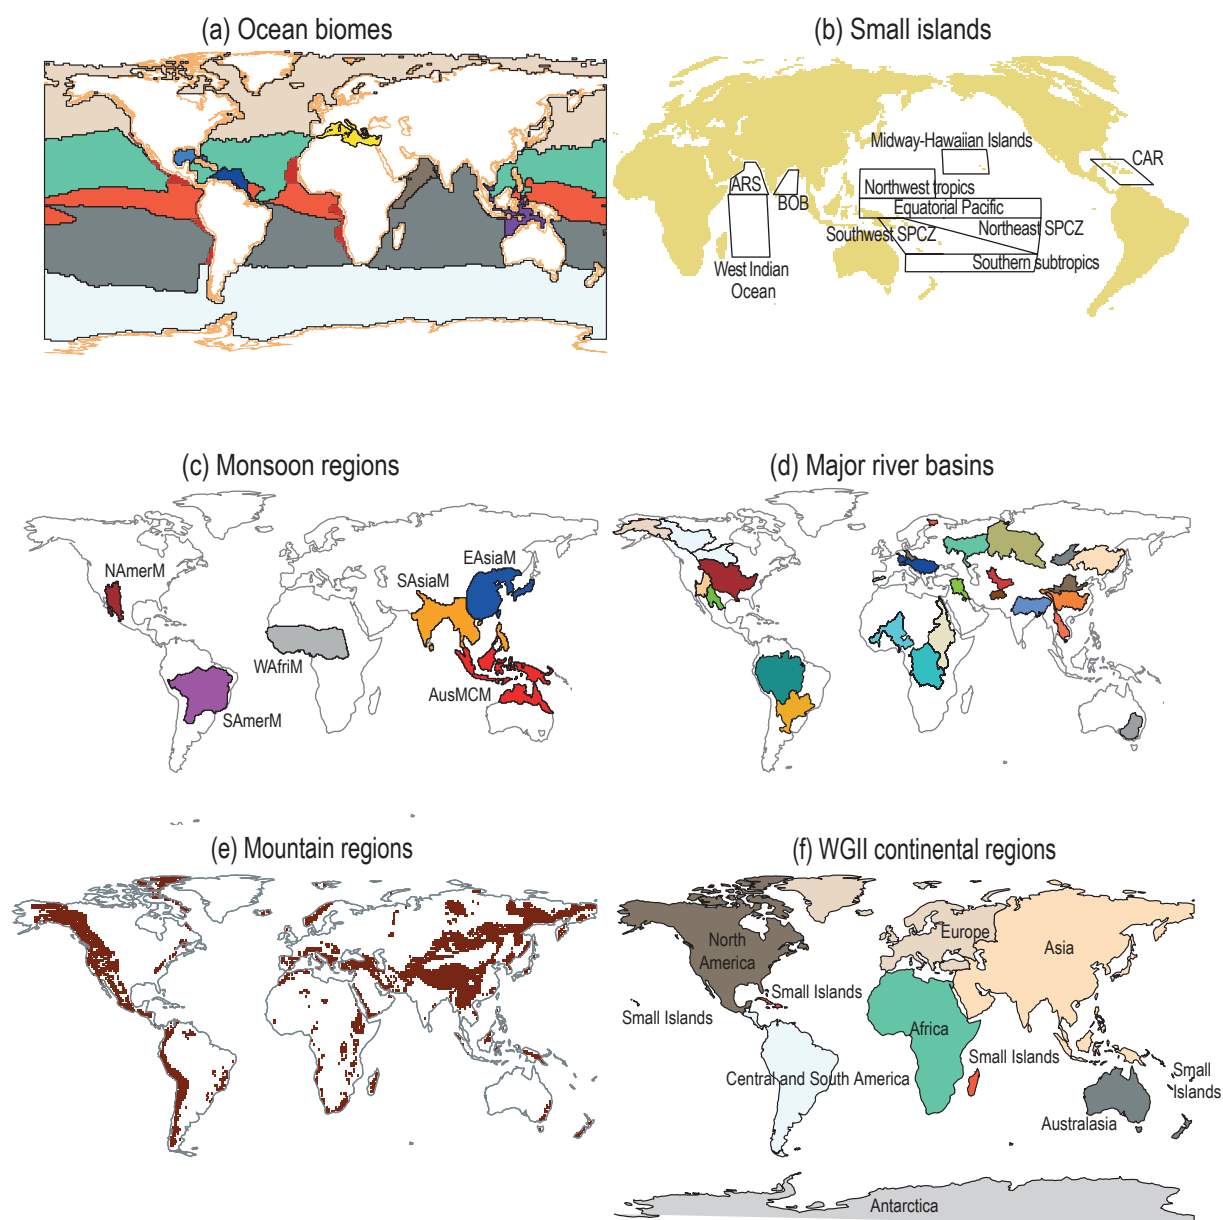 (a) Ocean biomes
(b) Small islands
Midway-Hawaiian Islands
CAR
ARS
BOB
Northwest tropics
Equatorial Pacific
Southwest SPCZ
Northeast SPCZ
West Indian
Ocean
Southern subtropics
(c) Monsoon regions
NAmerM
EAsiaM
SAsiaM
WAfriM
AusMCM
SAmerM
(d) Major river basins
(e) Mountain regions
(f) WGII continental regions
North
America
Europe
Asia
Small Islands
Small Islands
Africa
Small Islands
Central and South America
Small
Islands
Australasia
Antarctica